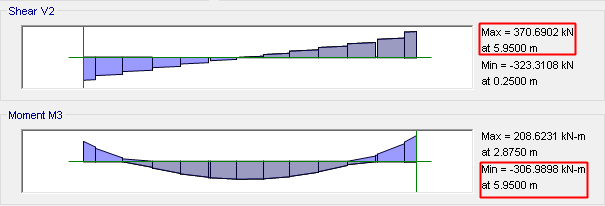 Shear V2
Max = 370.6902 kN
at 5.9500 m
Min = -323.3108 kN
at 0.2500 m
Moment M3
Max = 208.6231 kN-m
at 2.8750 m
Min = -306.9898 kN-m
at 5.9500 m